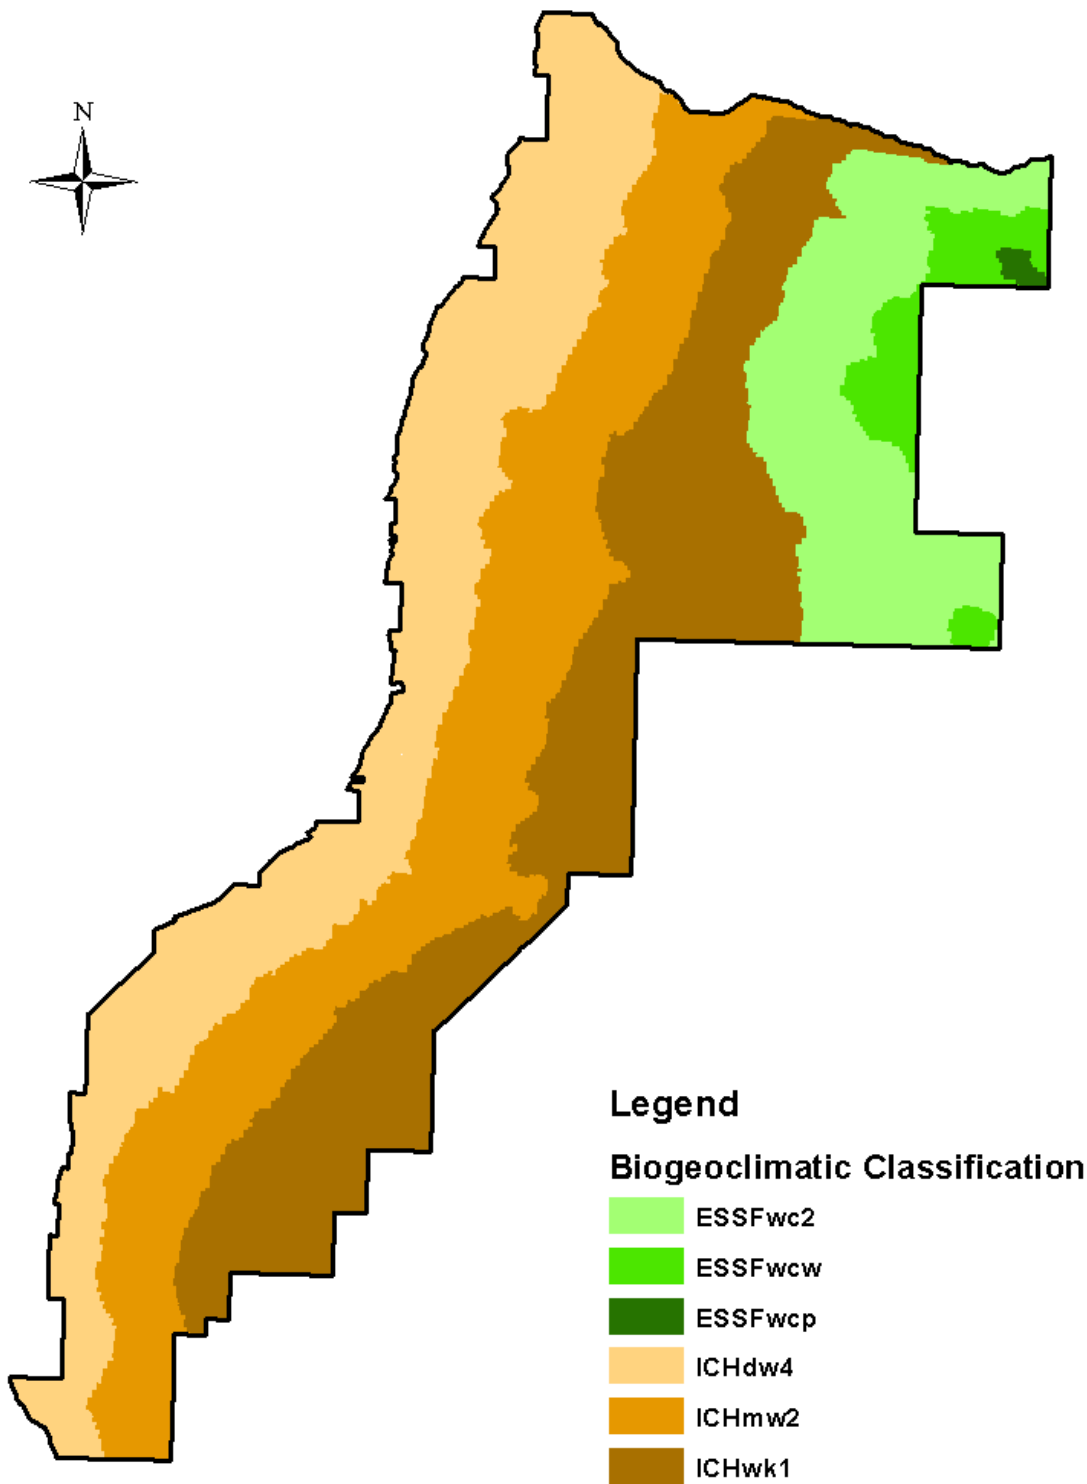 N
Legend
Biogeoclimatic Classification
ESSFwc2
ESSFwcw
ESSFwcp
ICHdw4
ICHmw2
ICHwk1